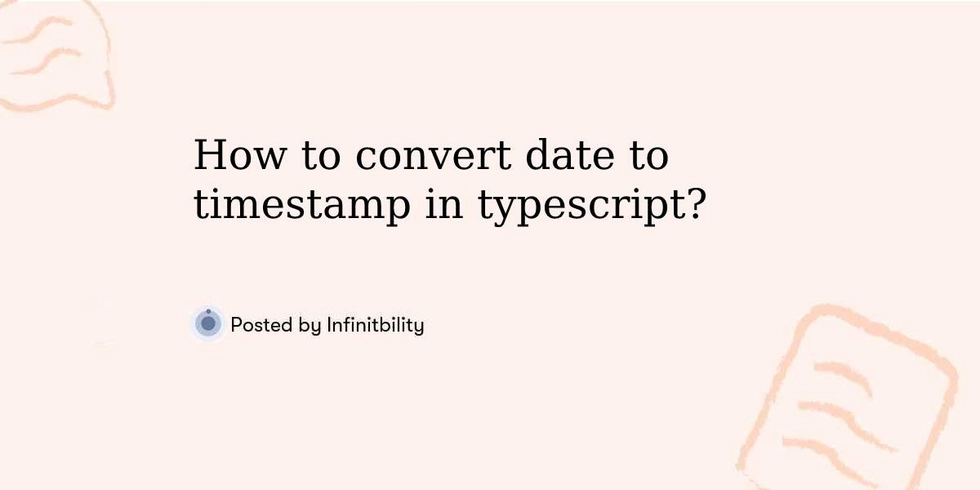 How to convert date to
timestamp in typescript?
Posted by Infinitbility